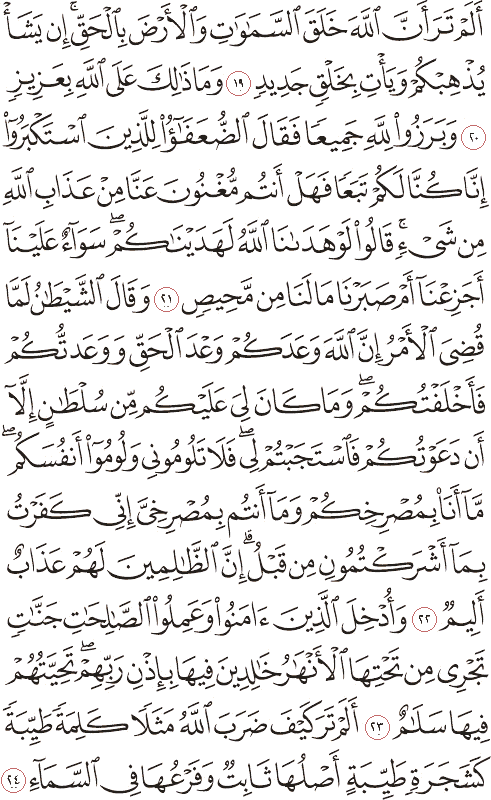 أَلَمْ تَرَ أَنَّ ٱللَّهَ خَلَقَ ٱلسَّمَٰوَٰتِ وَٱلْأَرْضَ بِٱلْحَقِّۚ إِن يَشَأْ
يُذْهِبْكُمْ وَيَأْتِ بِخَلْقٍ جَدِيدٍ ١٩ وَمَا ذَٰلِكَ عَلَى ٱللَّهِ بِعَزِيزٍ
٢٠ وَبَرَزُوا۟ لِلَّهِ جَمِيعًا فَقَالَ ٱلضُّعَفَٰٓؤُا۟ لِلَّذِينَ ٱسْتَكْبَرُوٓا۟
إِنَّا كُنَّا لَكُمْ تَبَعًا فَهَلْ أَنتُم مُّغْنُونَ عَنَّا مِنْ عَذَابِ ٱللَّهِ
مِن شَىْءٍۚ قَالُوا۟ لَوْ هَدَىٰنَا ٱللَّهُ لَهَدَيْنَٰكُمْۖ سَوَآءٌ عَلَيْنَآ
أَجَزِعْنَآ أَمْ صَبَرْنَا مَا لَنَا مِن مَّحِيصٍ ٢١ وَقَالَ ٱلشَّيْطَٰنُ لَمَّا
قُضِىَ ٱلْأَمْرُ إِنَّ ٱللَّهَ وَعَدَكُمْ وَعْدَ ٱلْحَقِّ وَوَعَدتُّكُمْ
فَأَخْلَفْتُكُمْۖ وَمَا كَانَ لِىَ عَلَيْكُم مِّن سُلْطَٰنٍ إِلَّآ
أَن دَعَوْتُكُمْ فَٱسْتَجَبْتُمْ لِىۖ فَلَا تَلُومُونِى وَلُومُوٓا۟ أَنفُسَكُمۖ
مَّآ أَنَا۠ بِمُصْرِخِكُمْ وَمَآ أَنتُم بِمُصْرِخِىَّۖ إِنِّى كَفَرْتُ
بِمَآ أَشْرَكْتُمُونِ مِن قَبْلُۗ إِنَّ ٱلظَّٰلِمِينَ لَهُمْ عَذَابٌ
أَلِيمٌ ٢٢ وَأُدْخِلَ ٱلَّذِينَ ءَامَنُوا۟ وَعَمِلُوا۟ ٱلصَّٰلِحَٰتِ جَنَّٰتٍ
تَجْرِى مِن تَحْتِهَا ٱلْأَنْهَٰرُ خَٰلِدِينَ فِيهَا بِإِذْنِ رَبِّهِمْۖ تَحِيَّتُهُمْ
فِيهَا سَلَٰمٌ ٢٣ أَلَمْ تَرَ كَيْفَ ضَرَبَ ٱللَّهُ مَثَلًا كَلِمَةً طَيِّبَةً
كَشَجَرَةٍ طَيِّبَةٍ أَصْلُهَا ثَابِتٌ وَفَرْعُهَا فِى ٱلسَّمَآءِ ٢٤